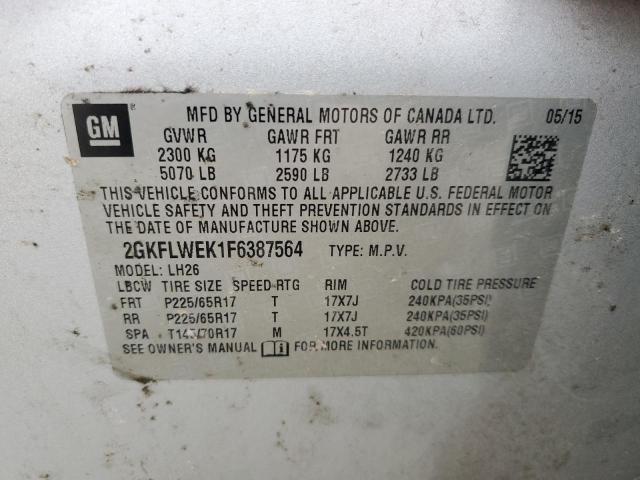 GM
MFD BY GENERAL MOTORS OF CANADA LTD. 05/15
GVWR GAWR FRT GAWR RR
2300 KG 1175 KG 1240 KG
5070 LB 2590 LB 2733 LB
THIS VEHICLE CONFORMS TO ALL APPLICABLE U.S. FEDERAL MOTOR
VEHICLE SAFETY AND THEFT PREVENTION STANDARDS IN EFFECT ON
THE DATE OF MANUFACTURE SHOWN ABOVE.
2GKFLWEK1F6387564 TYPE: M.P.V.
MODEL: LH26
LBCW TIRE SIZE SPEED-RTG RIM COLD TIRE PRESSURE
FRT P225/65R17 T 17X7J 240KPA(35PSI)
RR P225/65R17 T 17X7J 240KPA(35PSI)
SPA M 17X4.5T 420KPA(60PSI)
SEE OWNER'S MANUAL FOR MORE INFORMATION.